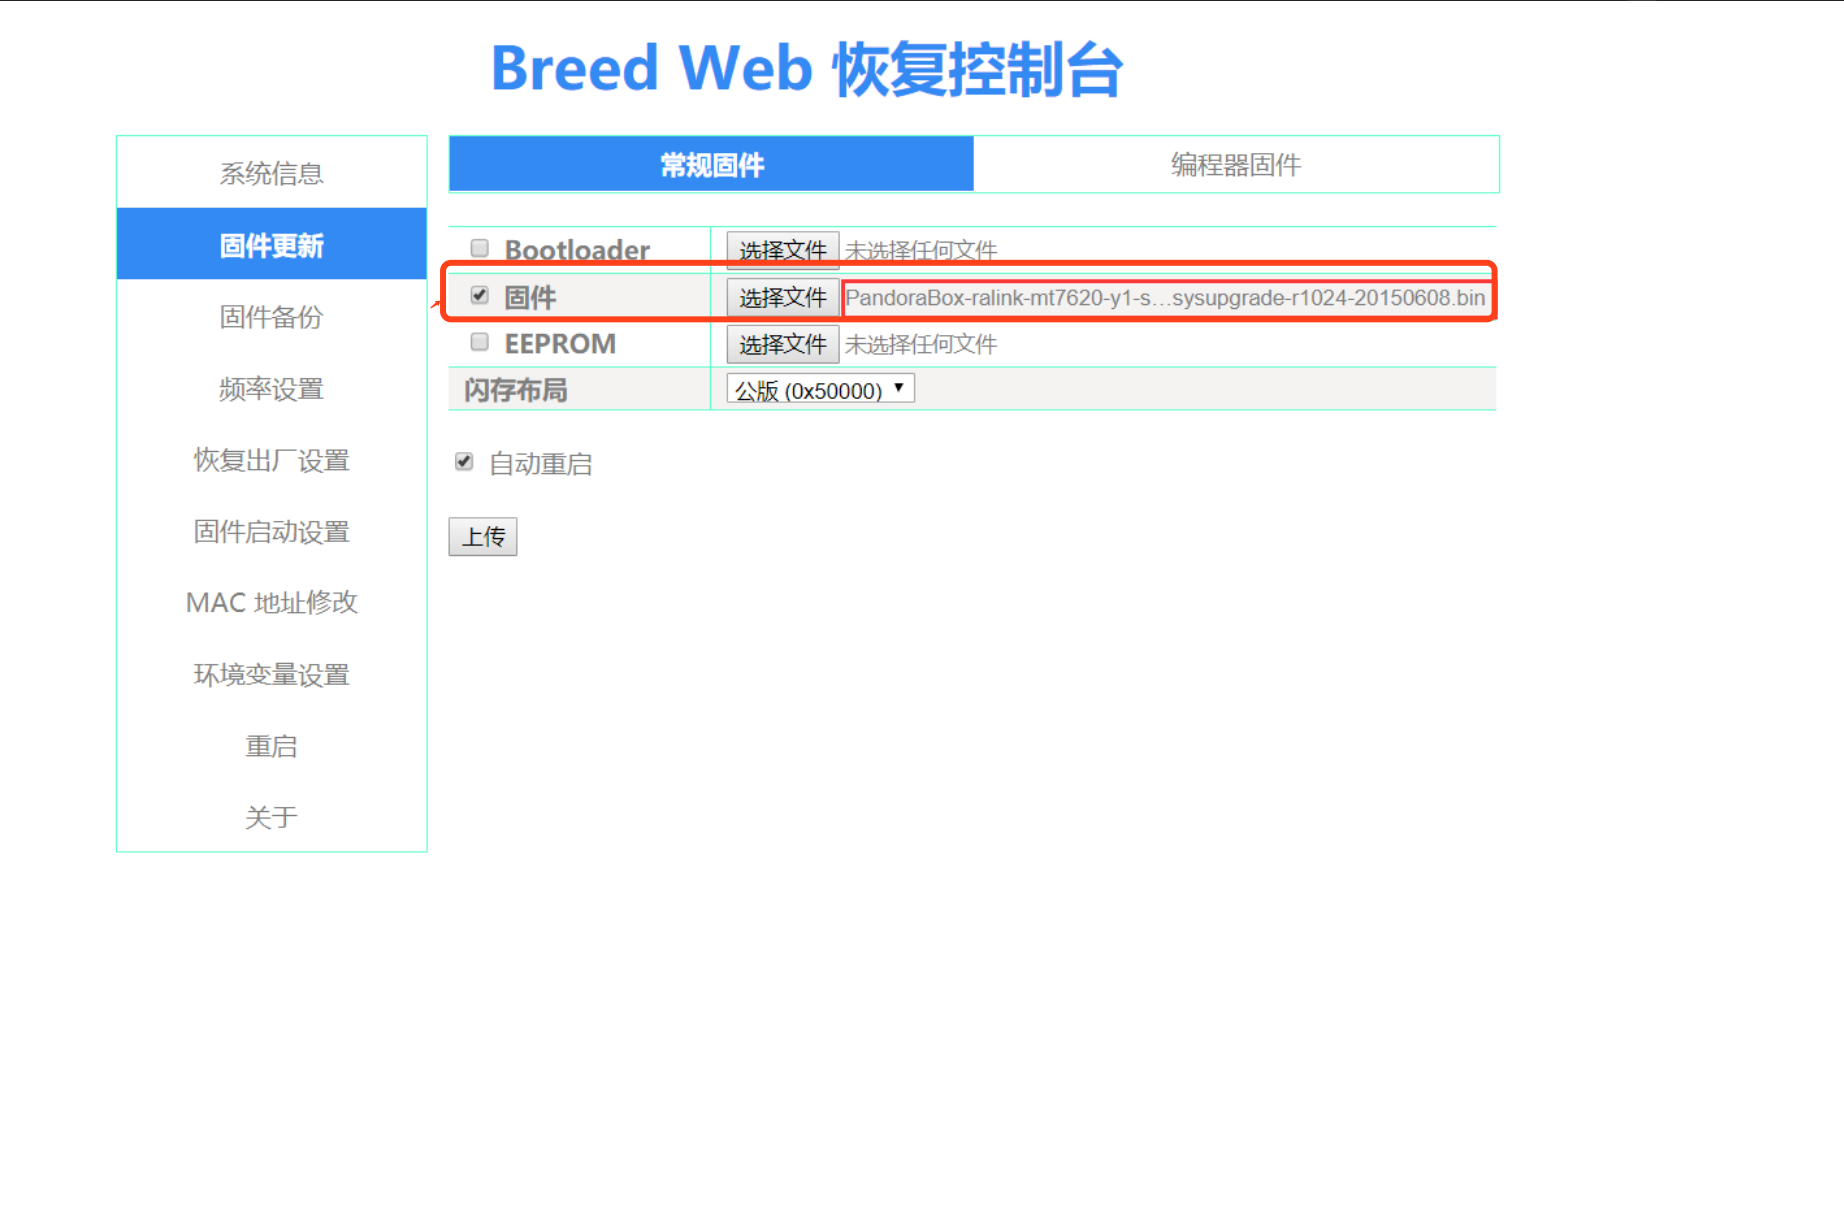 Breed Web 恢复控制台
系统信息
固件更新
固件备份
频率设置
恢复出厂设置
固件启动设置
MAC 地址修改
环境变量设置
重启
关于
常规固件 编程器固件
Bootloader 选择文件 未选择任何文件
固件 选择文件 PandoraBox-ralink-mt7620-y1-s…sysupgrade-r1024-20150608.bin
EEPROM 选择文件 未选择任何文件
闪存布局 公版 (0x50000)
自动重启
上传